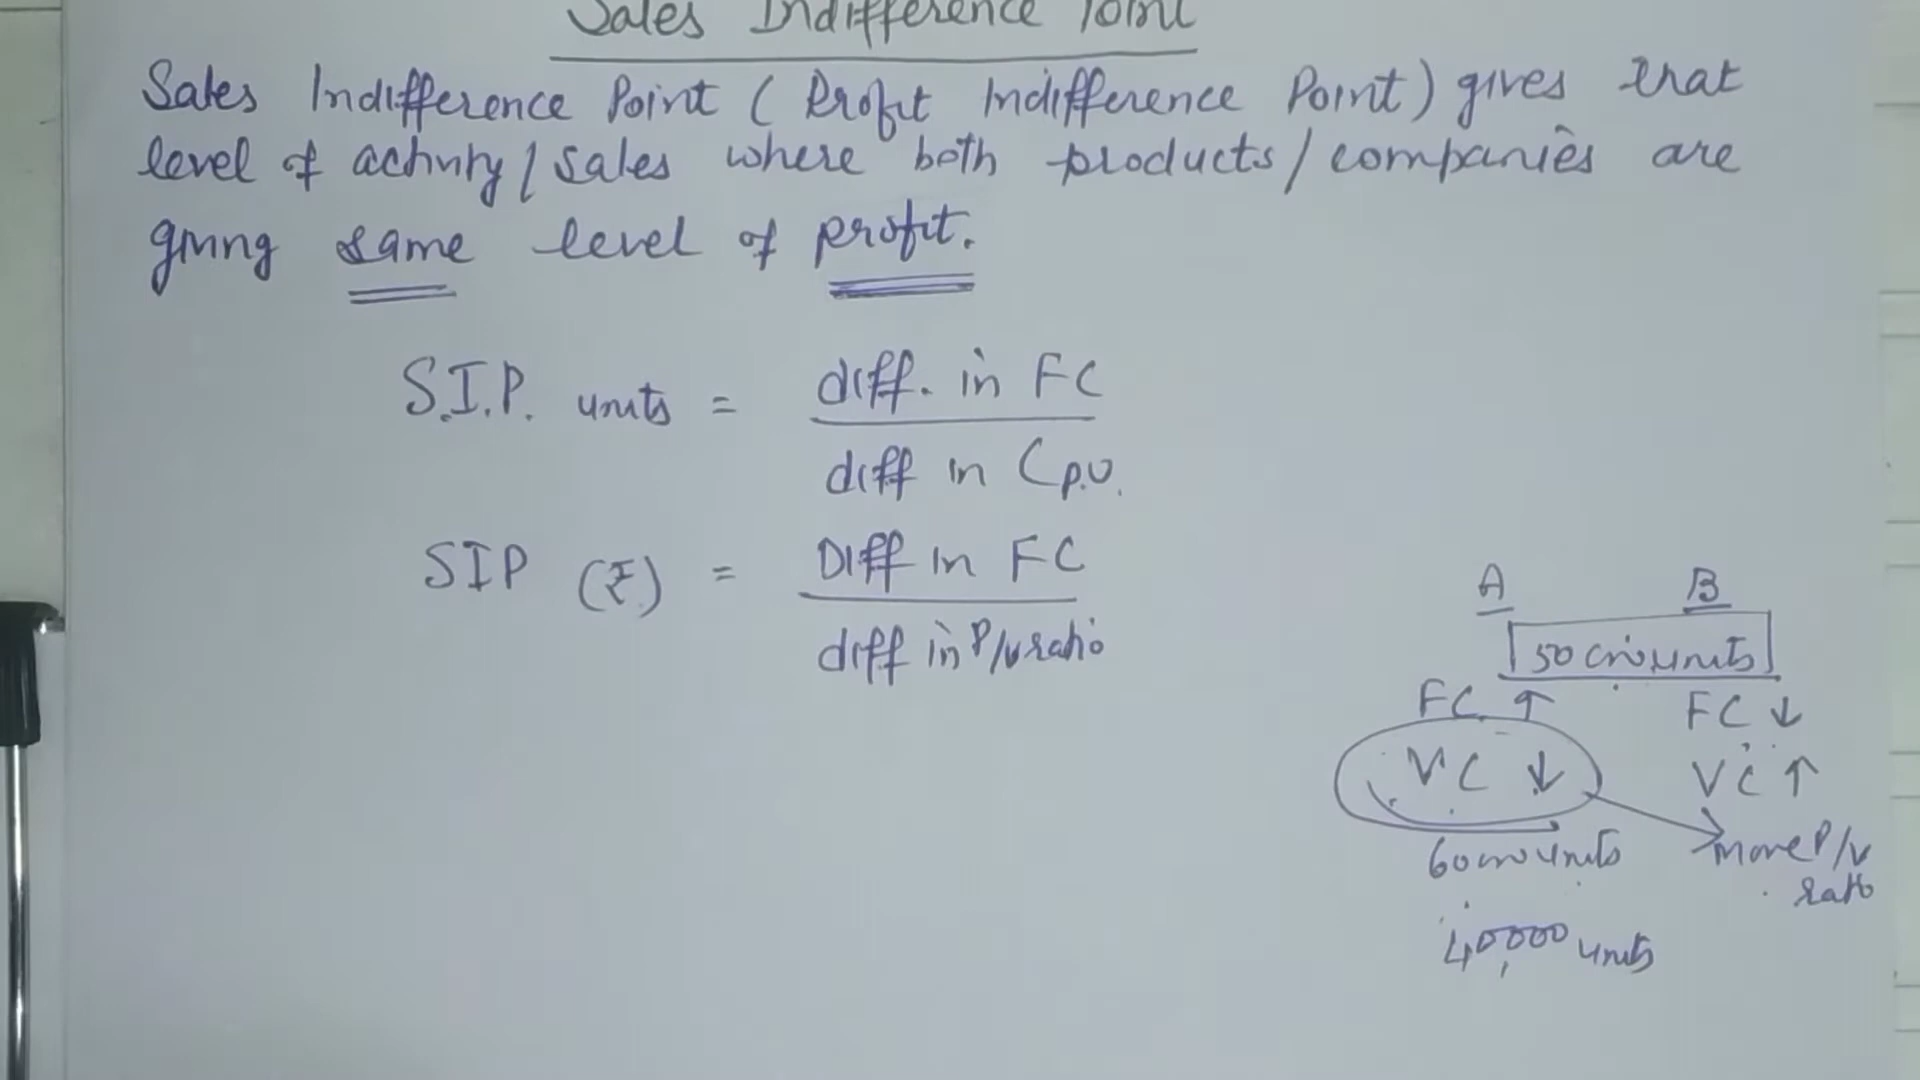 Sales Indifference Point
Sales Indifference Point (Profit Indifference Point) gives that
level of activity/sales where both products/companies are
giving same level of profit.
S.I.P. units = diff. in FC
diff in Cp.u.
SIP (₹) = Diff in FC
diff in P/v ratio
A B
50000 units
FC ↑ FC ↓
VC ↓ VC ↑
60000 units more P/v
ratio
40,000 units